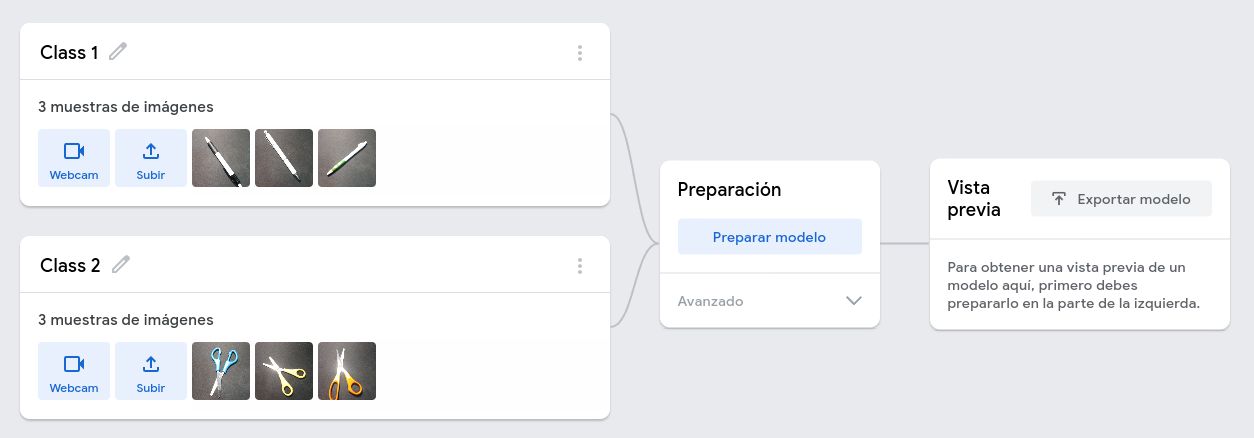 Class 1
3 muestras de imágenes
Webcam
Subir
Class 2
3 muestras de imágenes
Webcam
Subir
Preparación
Preparar modelo
Avanzado
Vista
previa
Exportar modelo
Para obtener una vista previa de un
modelo aquí, primero debes
prepararlo en la parte de la izquierda.